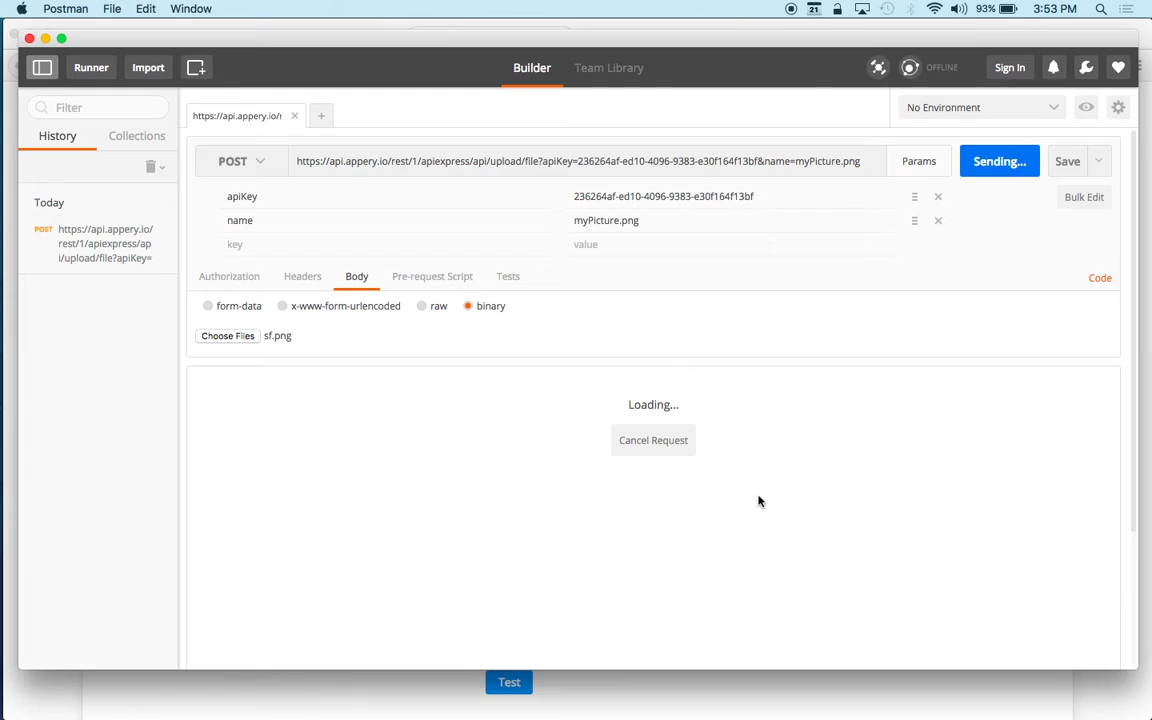 Postman File Edit Window 21 93% 3:53 PM
Runner Import Builder Team Library OFFLINE Sign In
Filter
History Collections
Today
POST https://api.appery.io/
rest/1/apiexpress/ap
i/upload/file?apiKey=
https://api.appery.io/r
No Environment
POST https://api.appery.io/rest/1/apiexpress/api/upload/file?apiKey=236264af-ed10-4096-9383-e30f164f13bf&name=myPicture.png Params Sending... Save
apiKey 236264af-ed10-4096-9383-e30f164f13bf Bulk Edit
name myPicture.png
key value
Authorization Headers Body Pre-request Script Tests Code
form-data x-www-form-urlencoded raw binary
Choose Files sf.png
Loading...
Cancel Request
Test